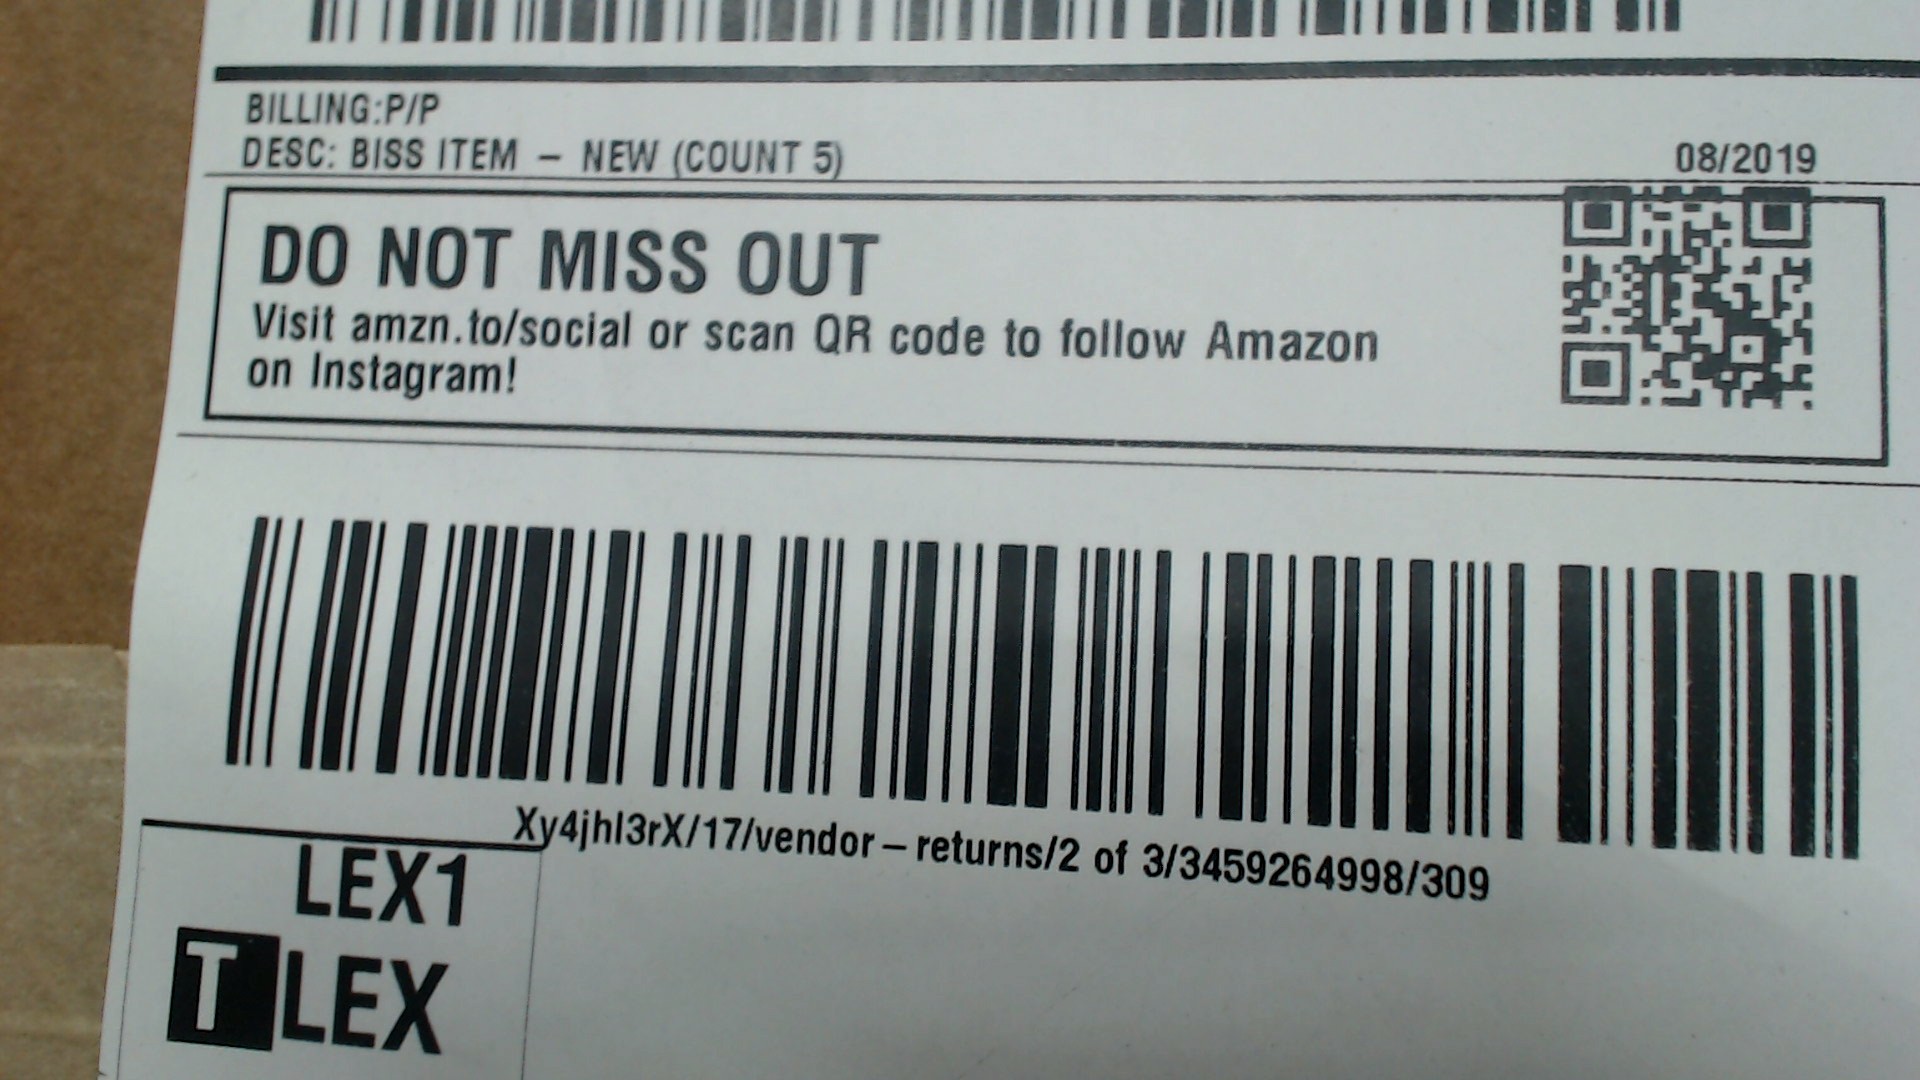 BILLING:P/P
DESC: BISS ITEM – NEW (COUNT 5)
08/2019
DO NOT MISS OUT
Visit amzn.to/social or scan QR code to follow Amazon
on Instagram!
Xy4jhl3rX/17/vendor–returns/2 of 3/3459264998/309
LEX1
T LEX